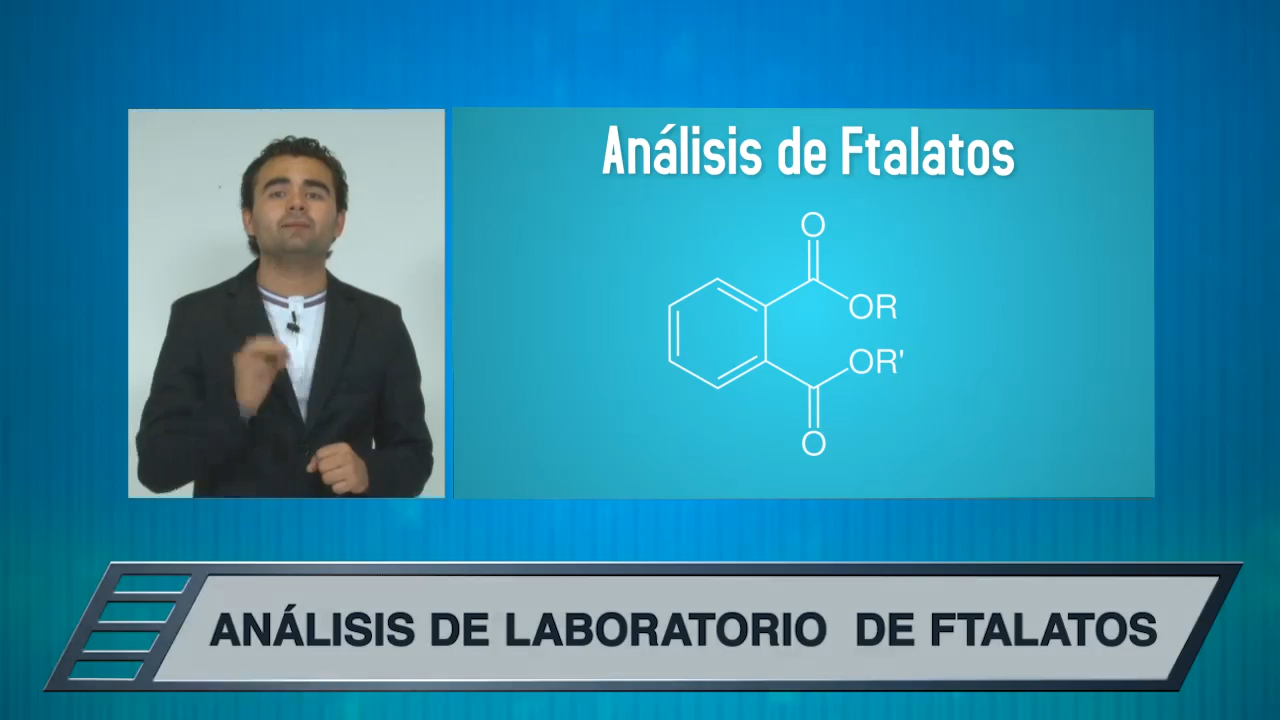 Análisis de Ftalatos
O
OR
OR'
O
ANÁLISIS DE LABORATORIO DE FTALATOS